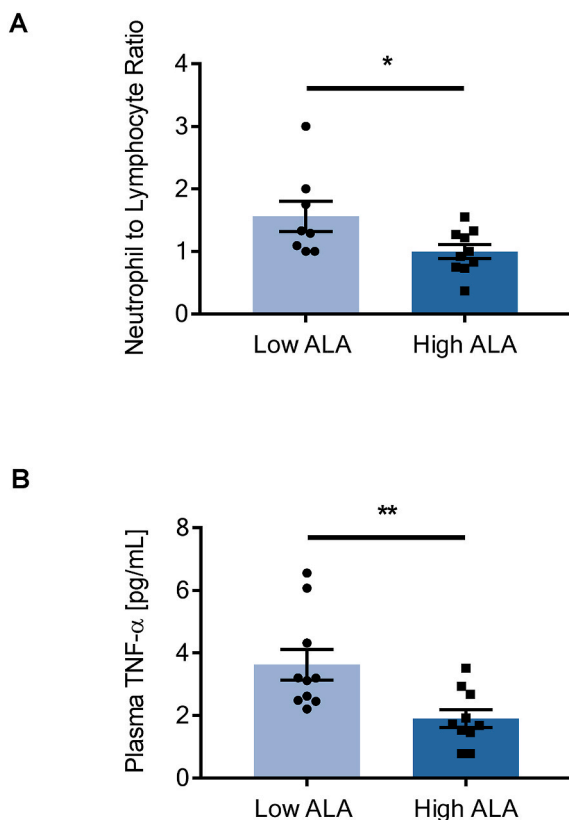 A
Neutrophil to Lymphocyte Ratio
4
3
2
1
0
*
Low ALA
High ALA
B
Plasma TNF-α [pg/mL]
8
6
4
2
0
**
Low ALA
High ALA